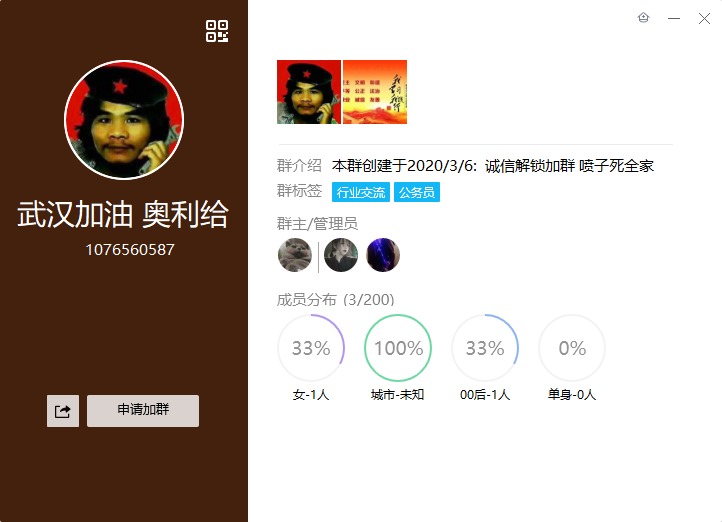 武汉加油 奥利给
1076560587
申请加群
群介绍 本群创建于2020/3/6: 诚信解锁加群 喷子死全家
群标签 行业交流 公务员
群主/管理员
成员分布 (3/200)
33% 100% 33% 0%
女-1人 城市-未知 00后-1人 单身-0人